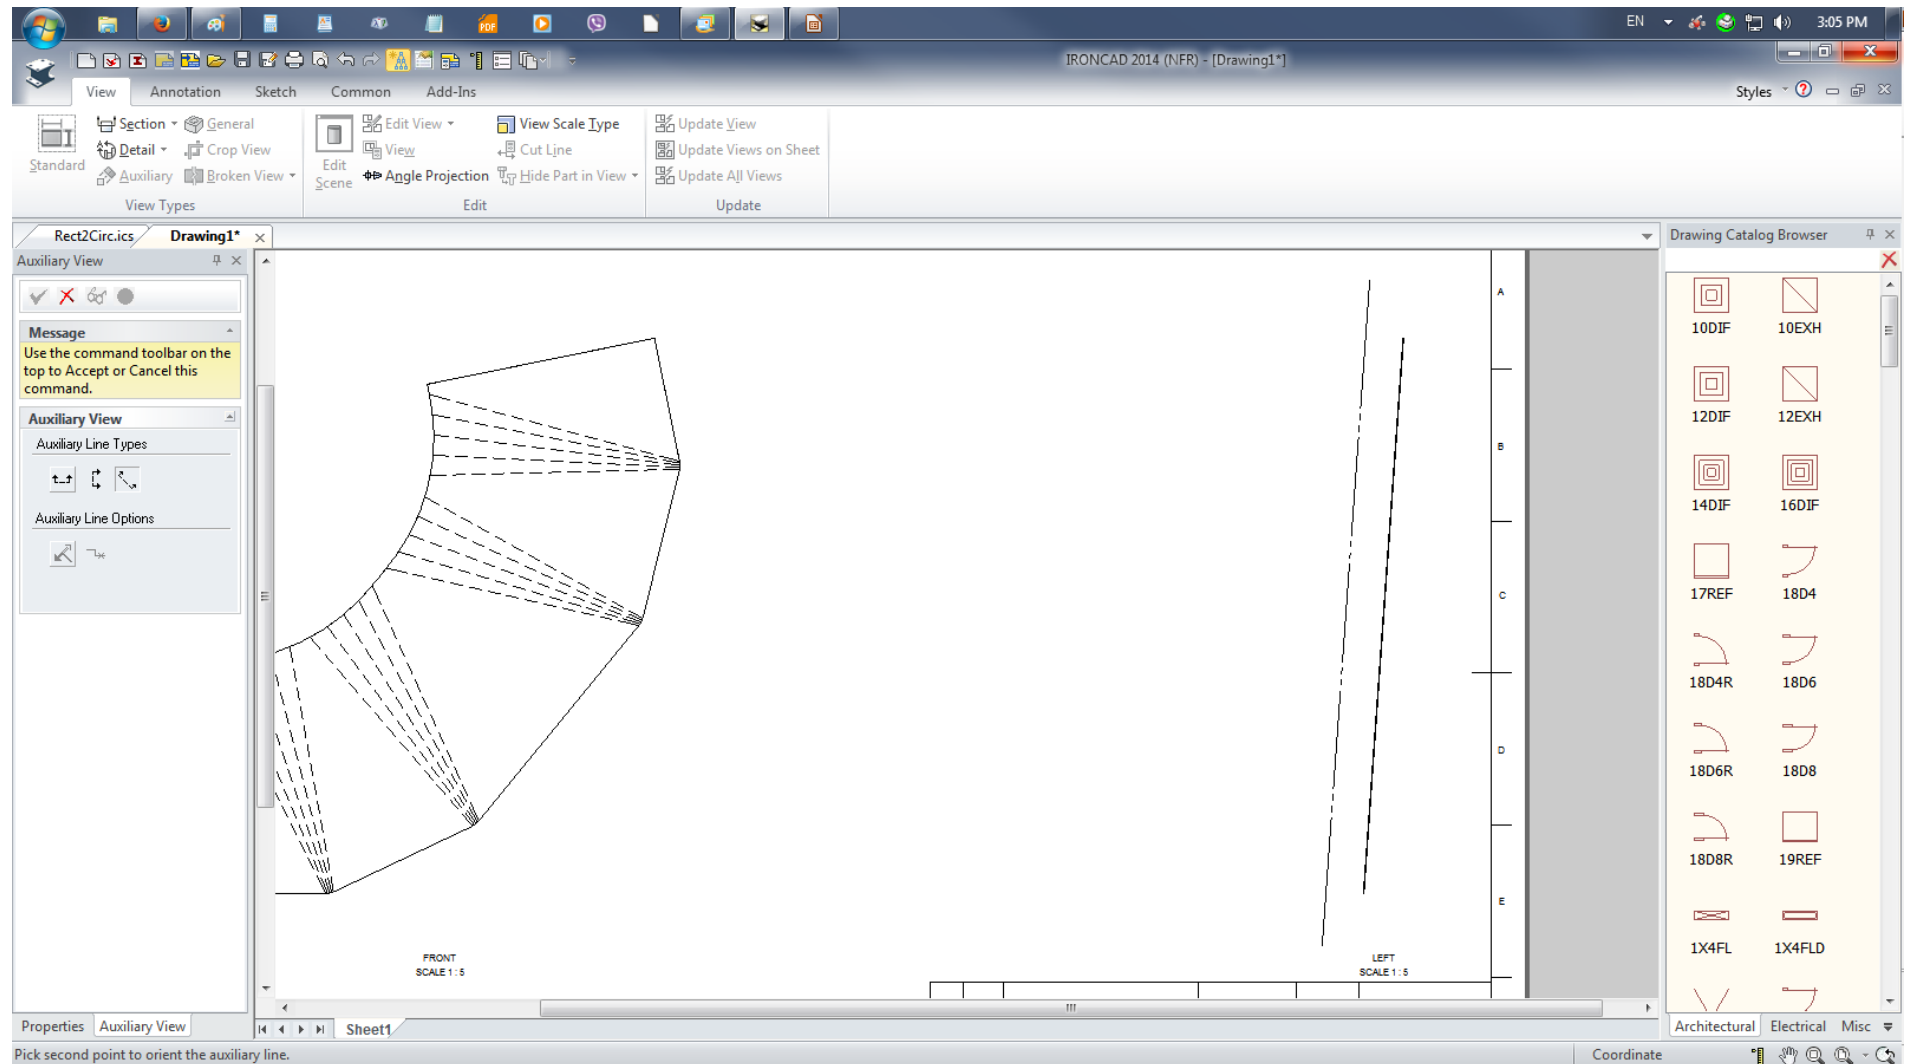 EN 3:05 PM
IRONCAD 2014 (NFR) - [Drawing1*]
View Annotation Sketch Common Add-Ins Styles
Section General Edit View View Scale Type Update View
Standard Detail Crop View Edit Scene View Cut Line Update Views on Sheet
Auxiliary Broken View Angle Projection Hide Part in View Update All Views
View Types Edit Update
Rect2Circ.ics Drawing1* Drawing Catalog Browser
Auxiliary View
Message
Use the command toolbar on the
top to Accept or Cancel this
command.
Auxiliary View
Auxiliary Line Types
Auxiliary Line Options
A
B
C
D
E
FRONT
SCALE 1 : 5
LEFT
SCALE 1 : 5
10DIF 10EXH
12DIF 12EXH
14DIF 16DIF
17REF 18D4
18D4R 18D6
18D6R 18D8
18D8R 19REF
1X4FL 1X4FLD
Properties Auxiliary View Sheet1 Architectural Electrical Misc
Pick second point to orient the auxiliary line. Coordinate